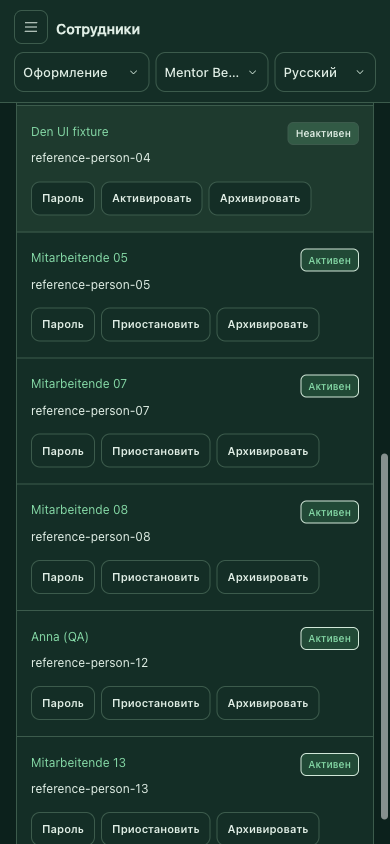 Сотрудники
Оформление
Mentor Be...
Русский
Den UI fixture
Неактивен
reference-person-04
Пароль
Активировать
Архивировать
Mitarbeitende 05
Активен
reference-person-05
Пароль
Приостановить
Архивировать
Mitarbeitende 07
Активен
reference-person-07
Пароль
Приостановить
Архивировать
Mitarbeitende 08
Активен
reference-person-08
Пароль
Приостановить
Архивировать
Anna (QA)
Активен
reference-person-12
Пароль
Приостановить
Архивировать
Mitarbeitende 13
Активен
reference-person-13
Пароль
Приостановить
Архивировать